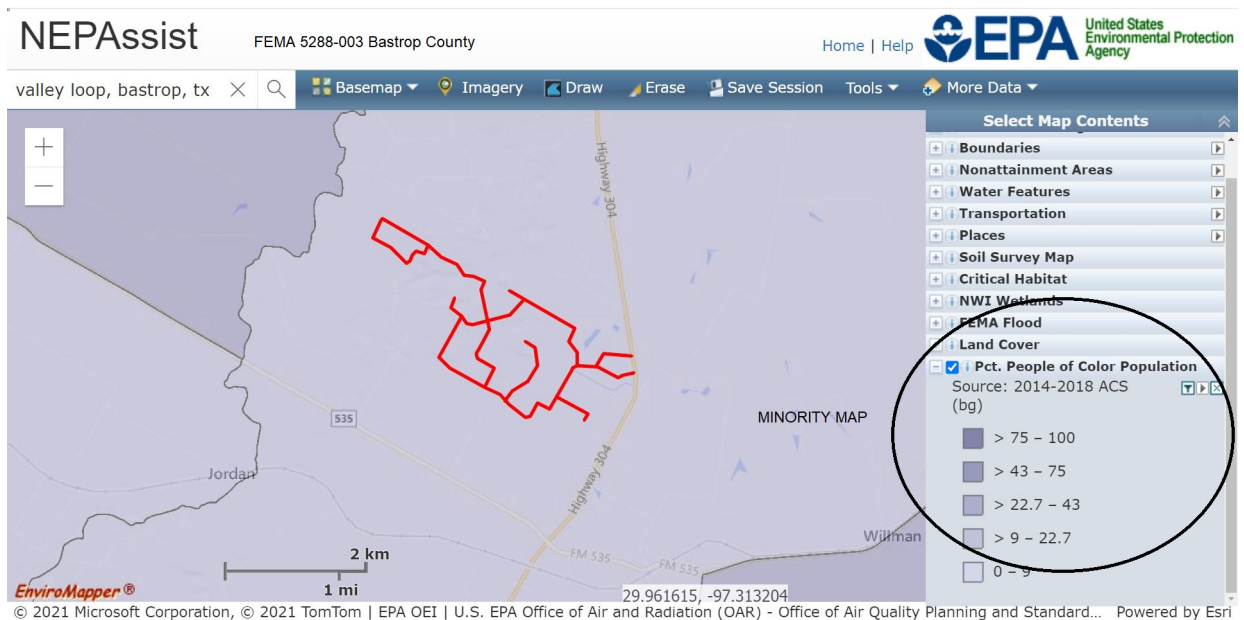 NEPAssist
FEMA 5288-003 Bastrop County
Home | Help
EPA
United States
Environmental Protection
Agency
valley loop, bastrop, tx
Basemap
Imagery
Draw
Erase
Save Session
Tools
More Data
Select Map Contents
Boundaries
Nonattainment Areas
Water Features
Transportation
Places
Soil Survey Map
Critical Habitat
NWI Wetlands
FEMA Flood
Land Cover
Pct. People of Color Population
Source: 2014-2018 ACS
(bg)
> 75 – 100
> 43 – 75
> 22.7 – 43
> 9 – 22.7
0 – 9
Highway 304
535
MINORITY MAP
Jordan
Highway 304
Willman
FM 535
FM 535
2 km
1 mi
29.961615, -97.313204
EnviroMapper ®
© 2021 Microsoft Corporation, © 2021 TomTom | EPA OEI | U.S. EPA Office of Air and Radiation (OAR) - Office of Air Quality Planning and Standard... Powered by Esri